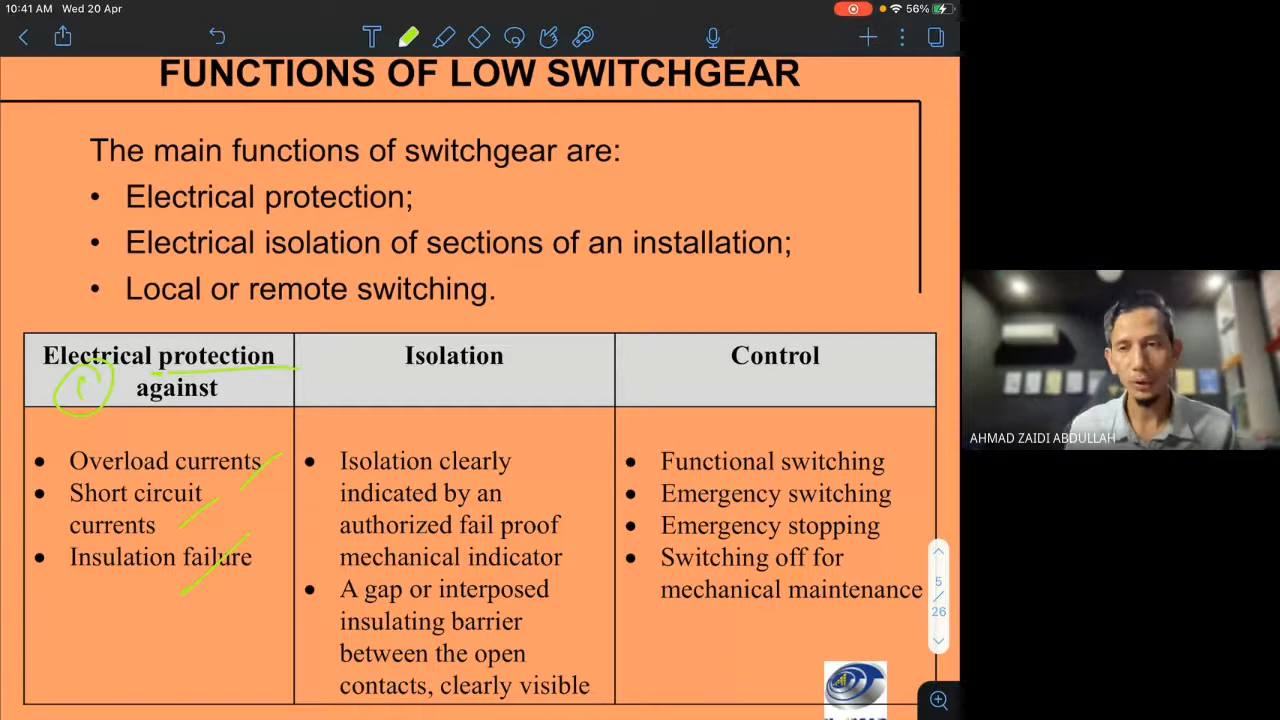 10:41 AM Wed 20 Apr
56%
FUNCTIONS OF LOW SWITCHGEAR
The main functions of switchgear are:
• Electrical protection;
• Electrical isolation of sections of an installation;
• Local or remote switching.
Electrical protection
against
Isolation
Control
• Overload currents
• Short circuit
currents
• Insulation failure
• Isolation clearly
indicated by an
authorized fail proof
mechanical indicator
• A gap or interposed
insulating barrier
between the open
contacts, clearly visible
• Functional switching
• Emergency switching
• Emergency stopping
• Switching off for
mechanical maintenance
5
/
26
AHMAD ZAIDI ABDULLAH